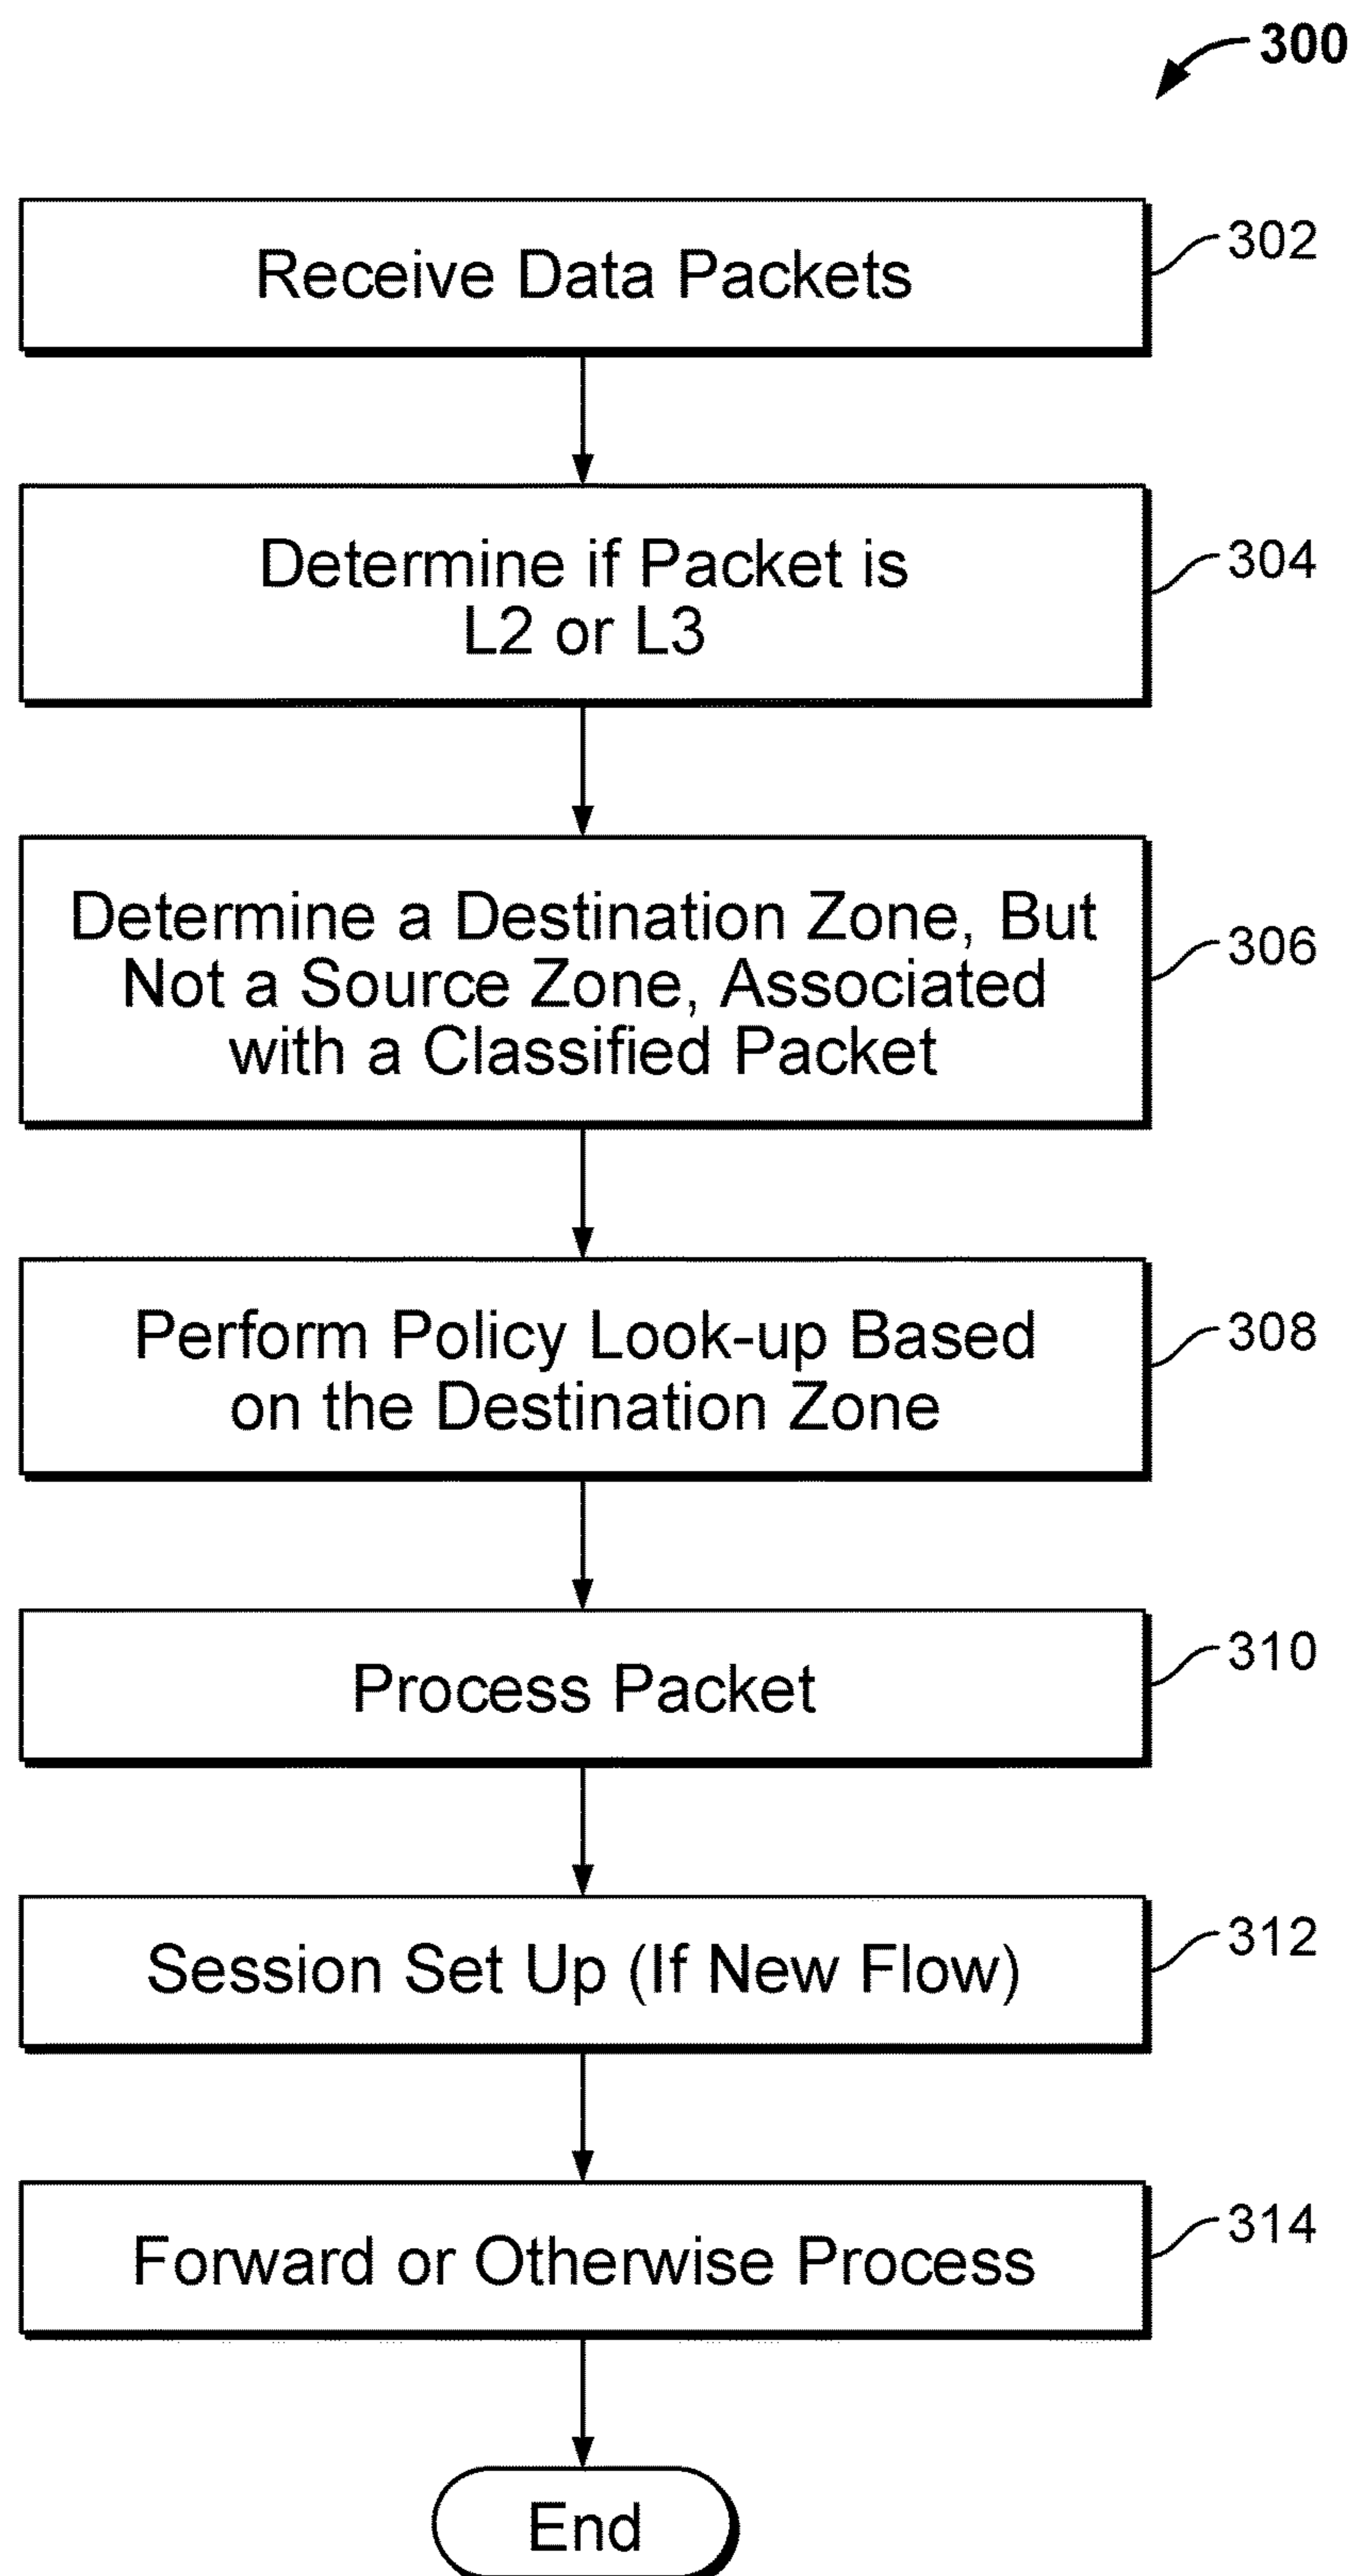 300
Receive Data Packets
302
Determine if Packet is
L2 or L3
304
Determine a Destination Zone, But
Not a Source Zone, Associated
with a Classified Packet
306
Perform Policy Look-up Based
on the Destination Zone
308
Process Packet
310
Session Set Up (If New Flow)
312
Forward or Otherwise Process
314
End